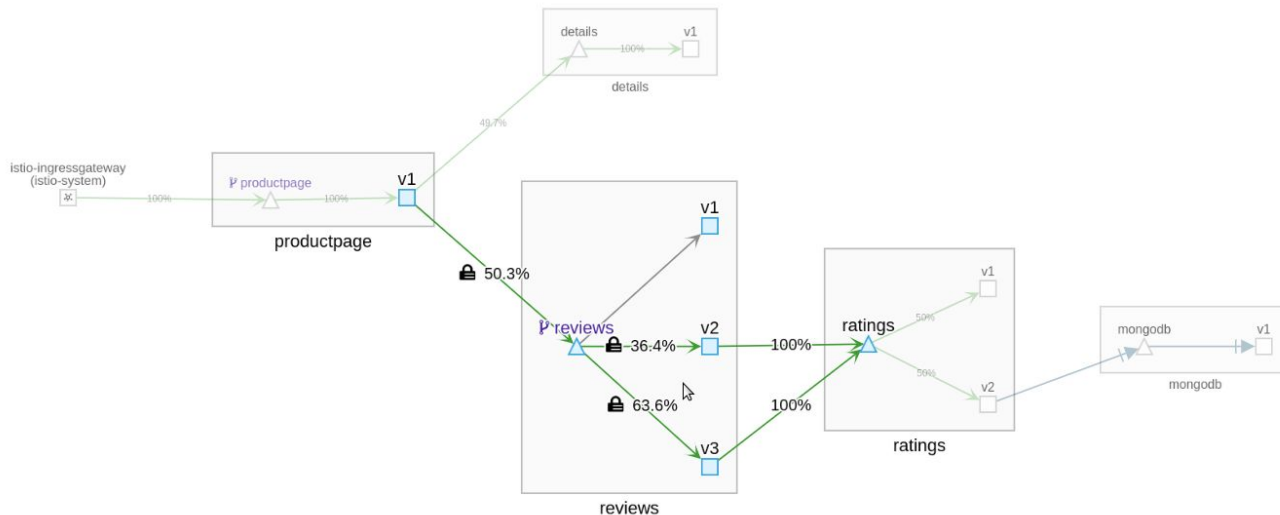 details
v1
100%
details
49.7%
istio-ingressgateway
(istio-system)
100%
productpage
100%
v1
productpage
50.3%
reviews
v1
36.4%
v2
63.6%
v3
reviews
100%
100%
ratings
50%
v1
50%
v2
ratings
mongodb
v1
mongodb